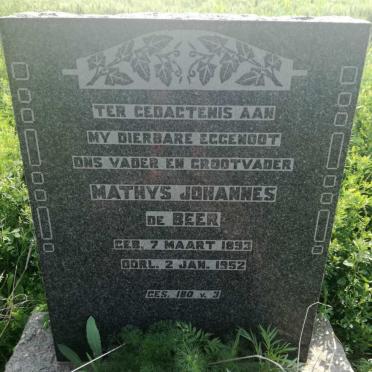 TER GEDAGTENIS AAN
MY DIERBARE EGGENOOT
ONS VADER EN GROOTVADER
MATHYS JOHANNES
DE BEER
GEB. 7 MAART 1893
OORL. 2 JAN. 1952
GES. 180 V. 3